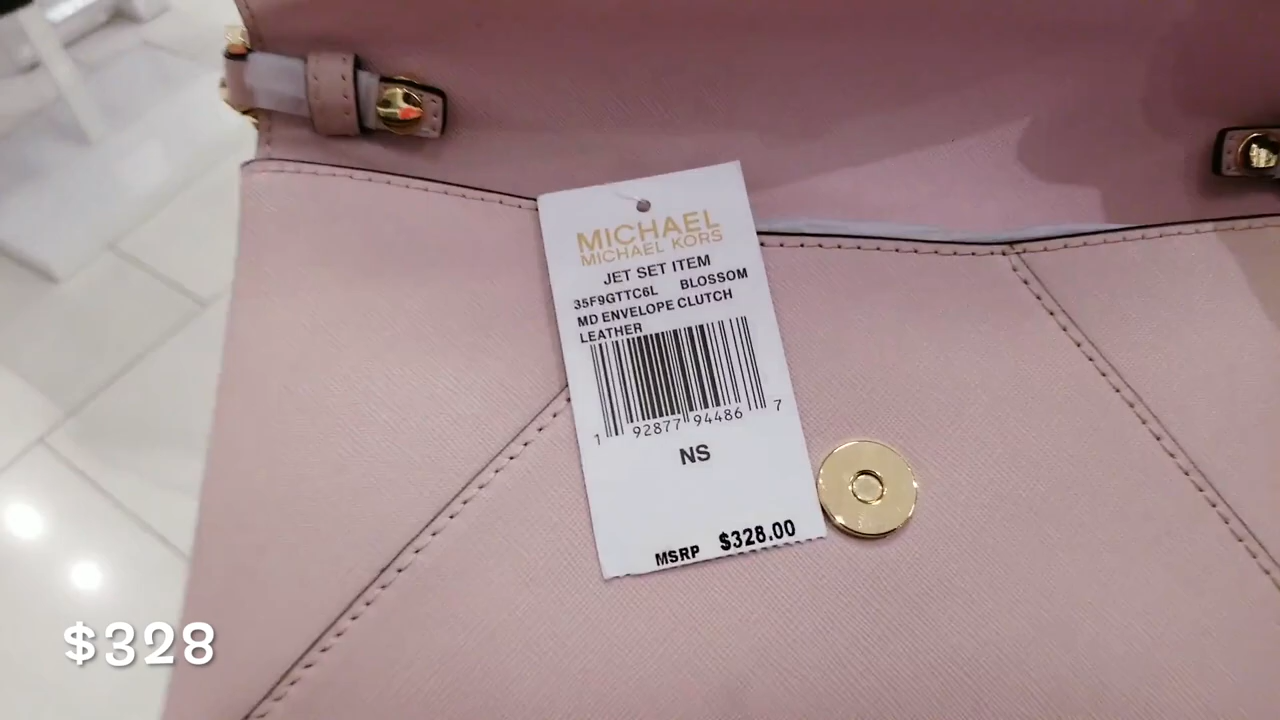 MICHAEL
MICHAEL KORS
JET SET ITEM
35F9GTTC6L BLOSSOM
MD ENVELOPE CLUTCH
LEATHER
1 92877 94486 7
NS
MSRP $328.00
$328